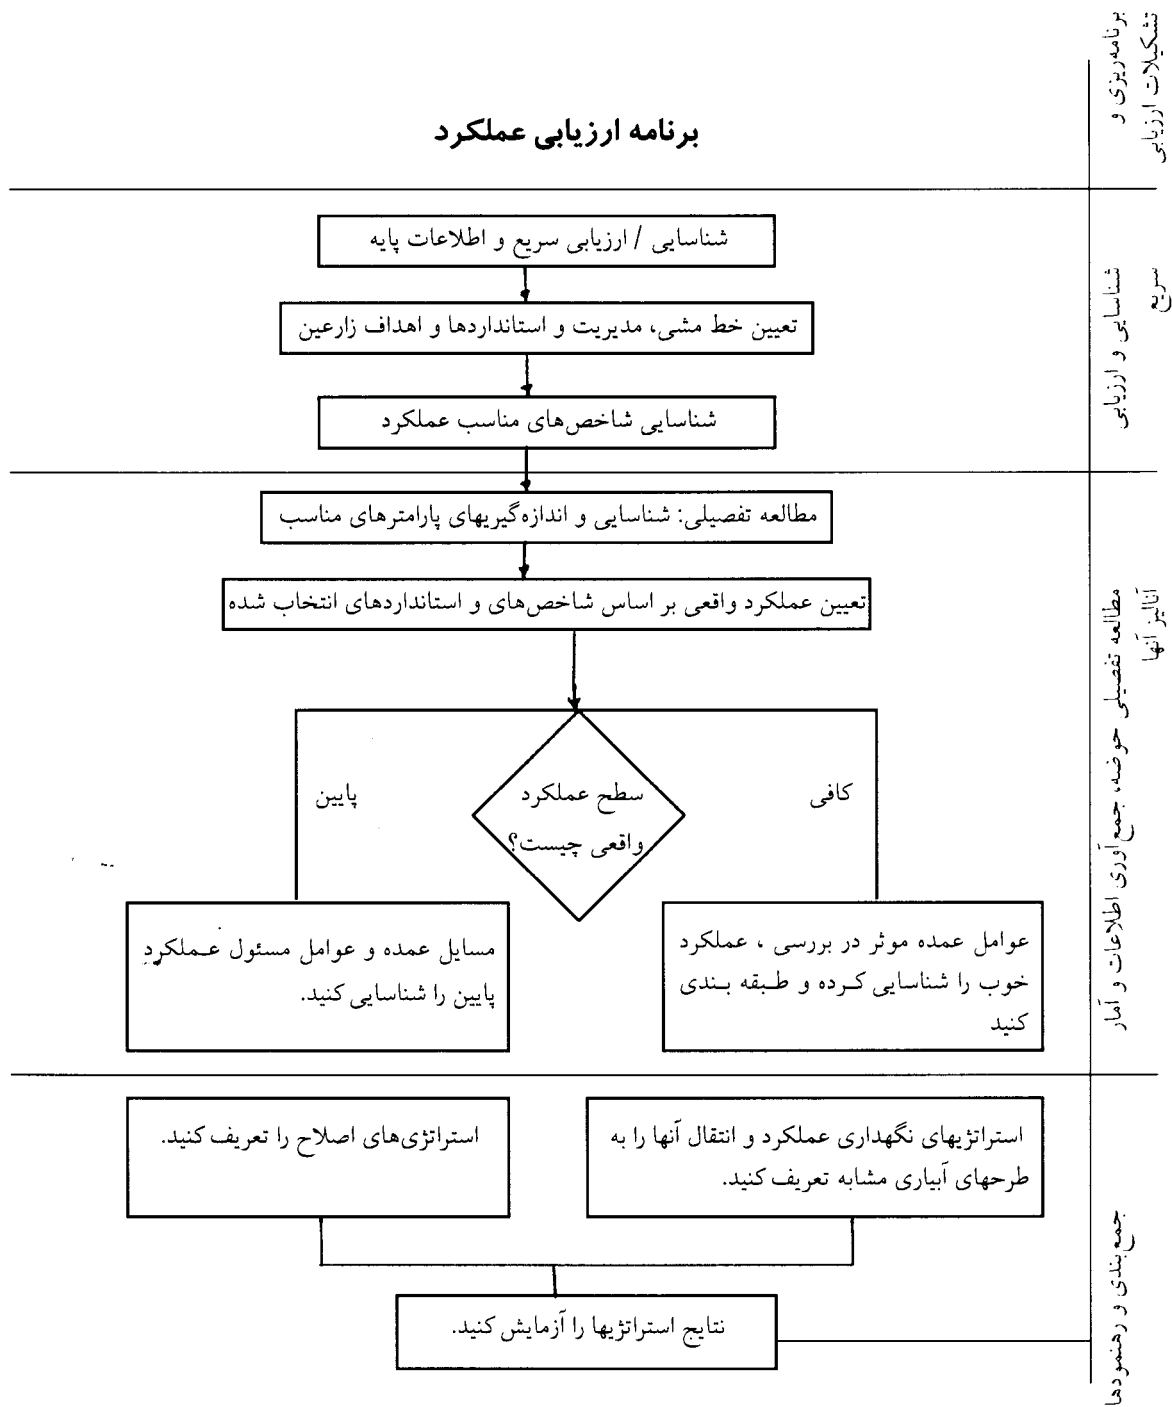 برنامه‌ریزی و
تشکیلات ارزیابی
برنامه ارزیابی عملکرد
شناسایی و ارزیابی
سریع
شناسایی / ارزیابی سریع و اطلاعات پایه
تعیین خط مشی، مدیریت و استانداردها و اهداف زارعین
شناسایی شاخص‌های مناسب عملکرد
مطالعه تفصیلی حوضه، جمع‌آوری اطلاعات و آمار
آنالیز آنها
مطالعه تفصیلی: شناسایی و اندازه‌گیریهای پارامترهای مناسب
تعیین عملکرد واقعی بر اساس شاخص‌های و استانداردهای انتخاب شده
سطح عملکرد
واقعی چیست؟
کافی
پایین
عوامل عمده موثر در بررسی ، عملکرد
خوب را شناسایی کرده و طبقه بندی
کنید
مسایل عمده و عوامل مسئول عملکرد
پایین را شناسایی کنید.
جمع‌بندی و رهنمودها
استراتژیهای نگهداری عملکرد و انتقال آنها را به
طرحهای آبیاری مشابه تعریف کنید.
استراتژی‌های اصلاح را تعریف کنید.
نتایج استراتژیها را آزمایش کنید.